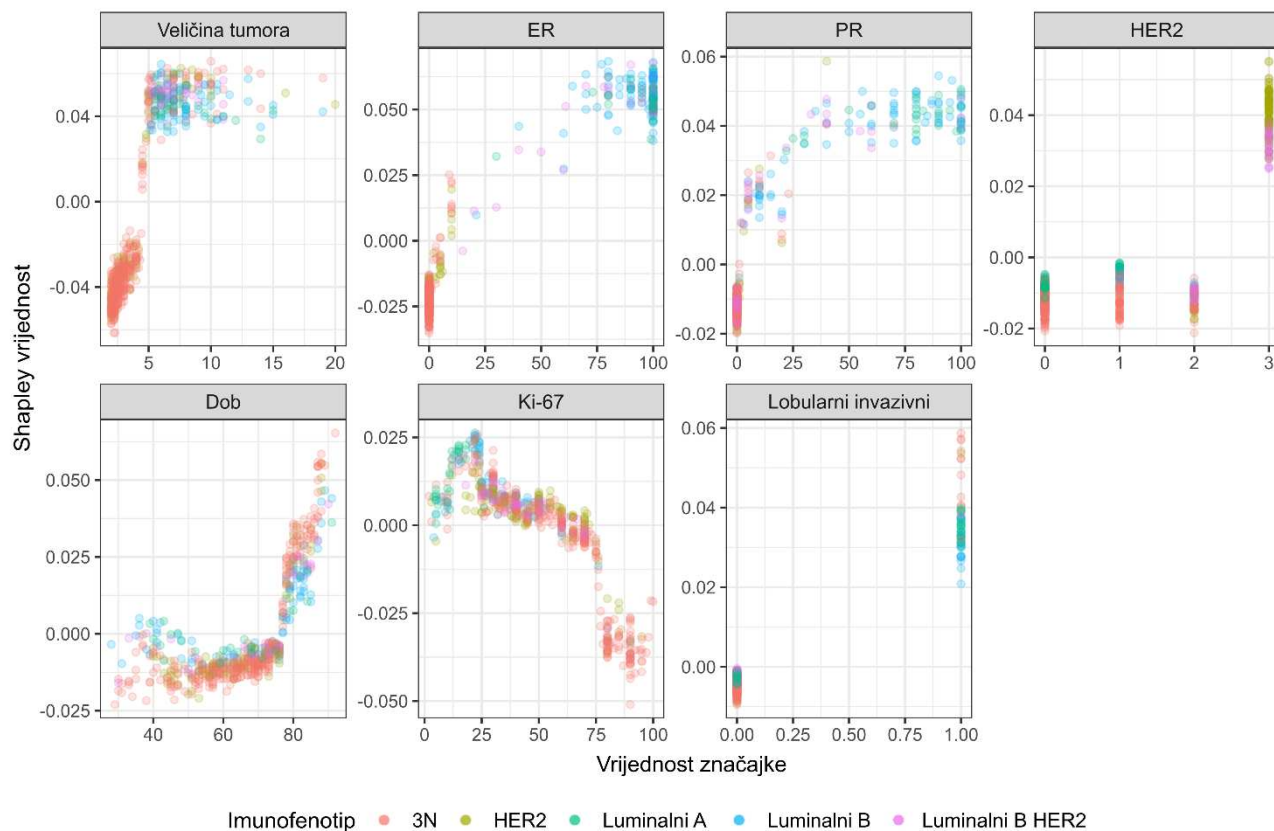 Veličina tumora
ER
PR
HER2
0.04
0.00
-0.04
5 10 15 20
0.050
0.025
0.000
-0.025
0 25 50 75 100
0.06
0.04
0.02
0.00
-0.02
0 25 50 75 100
0.04
0.02
0.00
-0.02
0 1 2 3
Shapley vrijednost
Dob
Ki-67
Lobularni invazivni
0.050
0.025
0.000
-0.025
40 60 80
0.025
0.000
-0.025
-0.050
0 25 50 75 100
0.06
0.04
0.02
0.00
0.00 0.25 0.50 0.75 1.00
Vrijednost značajke
Imunofenotip 3N HER2 Luminalni A Luminalni B Luminalni B HER2